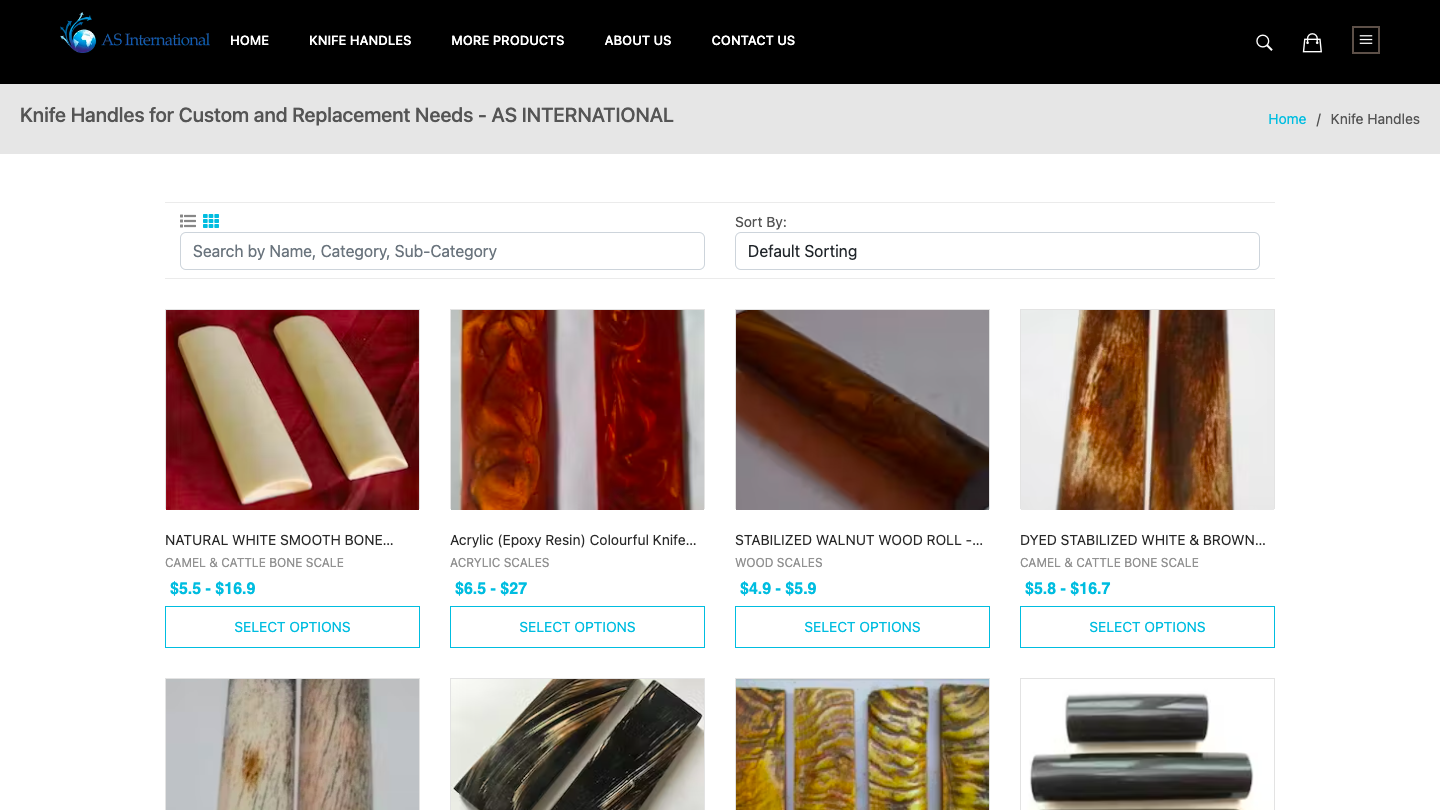 AS International
HOME
KNIFE HANDLES
MORE PRODUCTS
ABOUT US
CONTACT US
Knife Handles for Custom and Replacement Needs - AS INTERNATIONAL
Home / Knife Handles
Sort By:
Search by Name, Category, Sub-Category
Default Sorting
NATURAL WHITE SMOOTH BONE...
CAMEL & CATTLE BONE SCALE
$5.5 - $16.9
SELECT OPTIONS
Acrylic (Epoxy Resin) Colourful Knife...
ACRYLIC SCALES
$6.5 - $27
SELECT OPTIONS
STABILIZED WALNUT WOOD ROLL -...
WOOD SCALES
$4.9 - $5.9
SELECT OPTIONS
DYED STABILIZED WHITE & BROWN...
CAMEL & CATTLE BONE SCALE
$5.8 - $16.7
SELECT OPTIONS